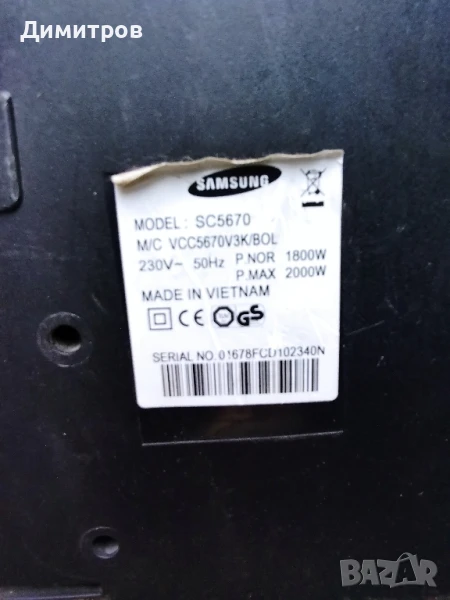 Димитров
SAMSUNG
MODEL : SC5670
M/C VCC5670V3K/BOL
230V~ 50Hz P.NOR 1800W
P.MAX 2000W
MADE IN VIETNAM
CE GS
SERIAL NO. 01678FCD102340N
BAZAR